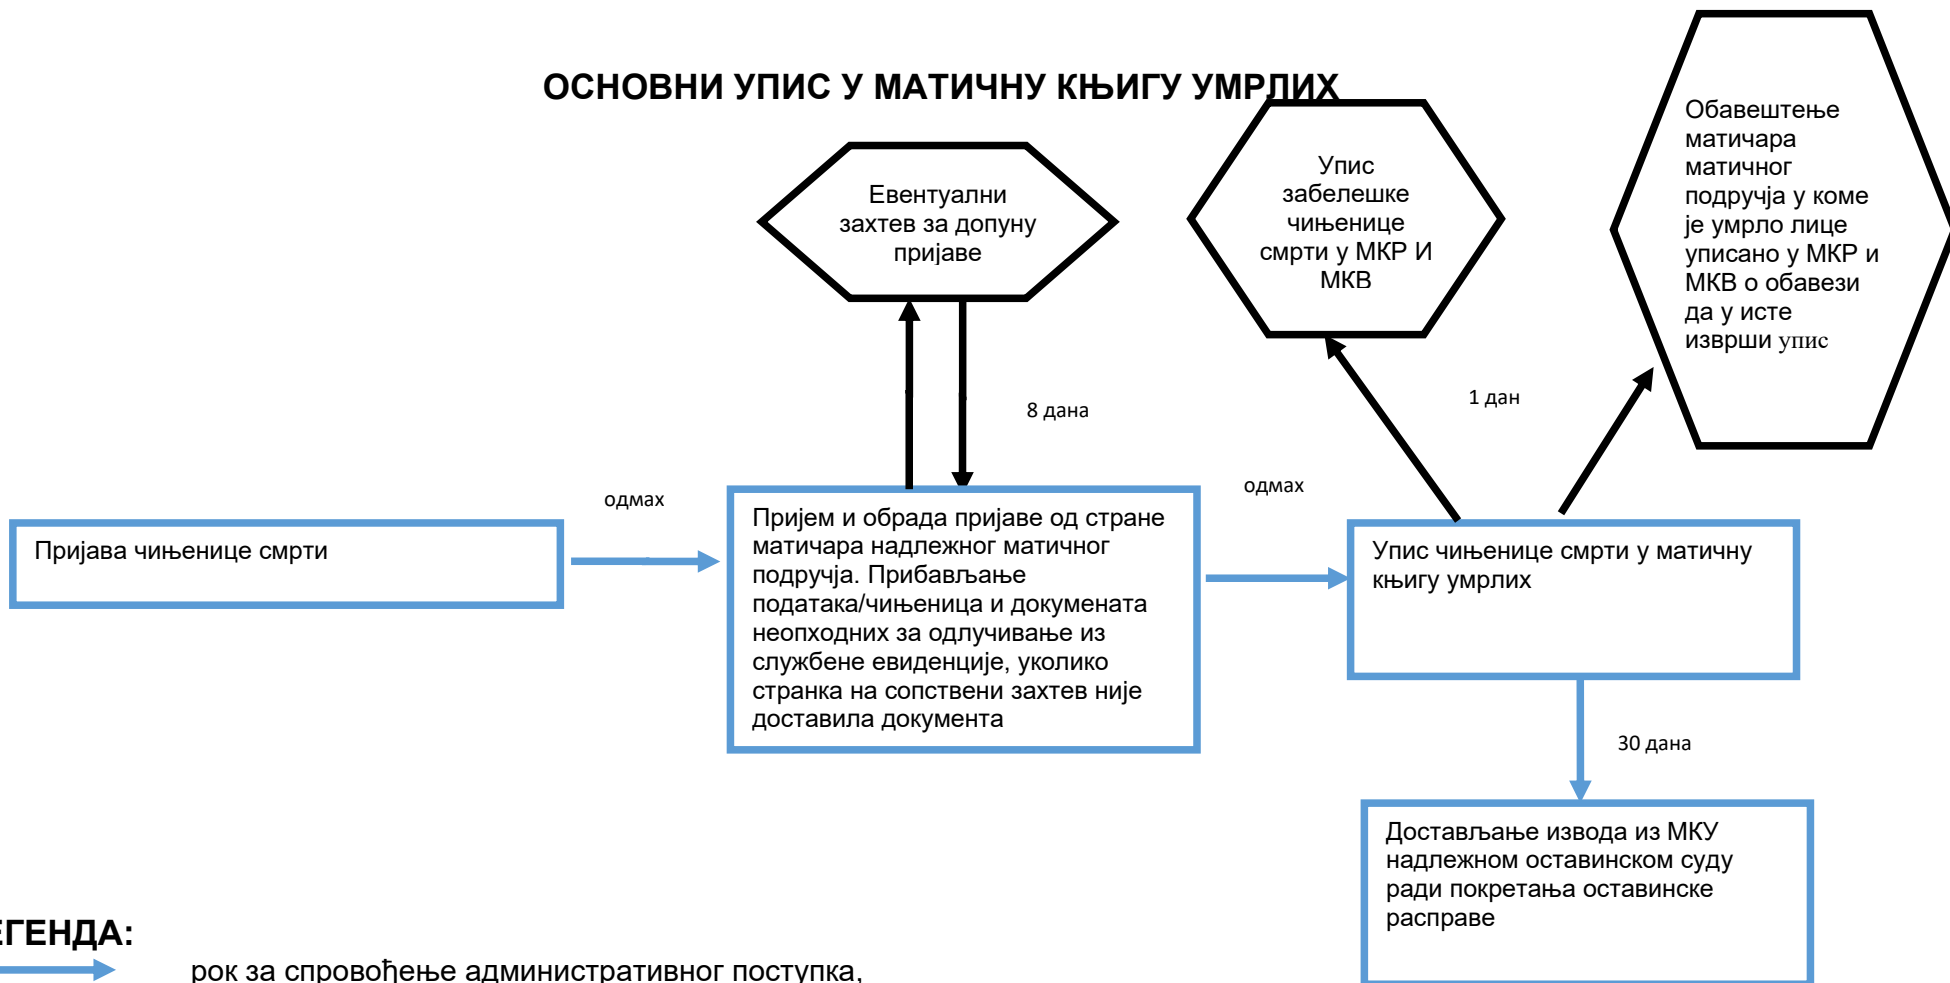 ОСНОВНИ УПИС У МАТИЧНУ КЊИГУ УМРЛИХ
Евентуални
захтев за допуну
пријаве
Упис
забелешке
чињенице
смрти у МКР И
МКВ
Обавештење
матичара
матичног
подручја у коме
је умрло лице
уписано у МКР и
МКВ о обавези
да у исте
изврши упис
8 дана
1 дан
одмах
одмах
Пријава чињенице смрти
Пријем и обрада пријаве од стране
матичара надлежног матичног
подручја. Прибављање
података/чињеница и докумената
неопходних за одлучивање из
службене евиденције, уколико
странка на сопствени захтев није
доставила документа
Упис чињенице смрти у матичну
књигу умрлих
30 дана
Достављање извода из МКУ
надлежном оставинском суду
ради покретања оставинске
расправе
ЕГЕНДА:
рок за спровођење административног поступка,